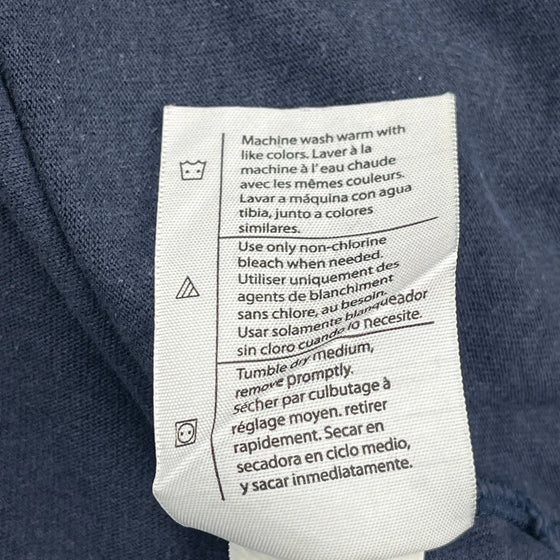 Machine wash warm with
like colors. Laver à la
machine à l'eau chaude
avec les mêmes couleurs.
Lavar a máquina con agua
tibia, junto a colores
similares.
Use only non-chlorine
bleach when needed.
Utiliser uniquement des
agents de blanchiment
sans chlore, au besoin.
Usar solamente blanqueador
sin cloro cuando lo necesite.
Tumble dry medium,
remove promptly.
Sécher par culbutage à
réglage moyen. retirer
rapidement. Secar en
secadora en ciclo medio,
y sacar inmediatamente.